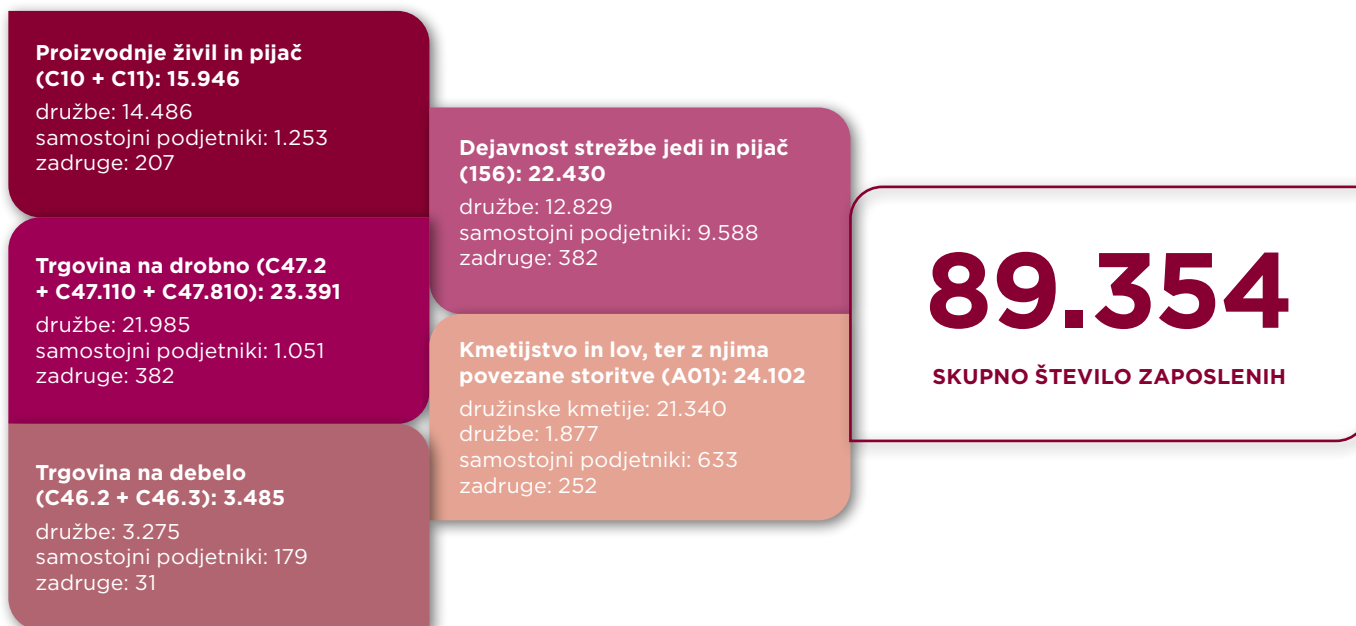 Proizvodnje živil in pijač
(C10 + C11): 15.946
družbe: 14.486
samostojni podjetniki: 1.253
zadruge: 207
Trgovina na drobno (C47.2
+ C47.110 + C47.810): 23.391
družbe: 21.985
samostojni podjetniki: 1.051
zadruge: 382
Trgovina na debelo
(C46.2 + C46.3): 3.485
družbe: 3.275
samostojni podjetniki: 179
zadruge: 31
Dejavnost strežbe jedi in pijač
(156): 22.430
družbe: 12.829
samostojni podjetniki: 9.588
zadruge: 382
Kmetijstvo in lov, ter z njima
povezane storitve (A01): 24.102
družinske kmetije: 21.340
družbe: 1.877
samostojni podjetniki: 633
zadruge: 252
89.354
SKUPNO ŠTEVILO ZAPOSLENIH